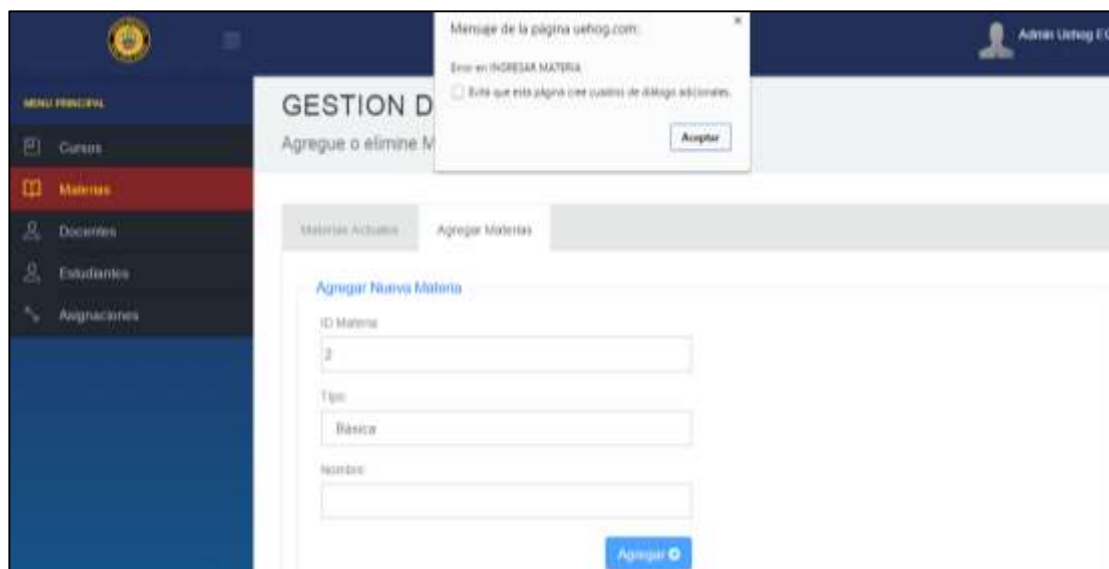 Mensaje de la página uehog.com:
Error en INGRESAR MATERIA
Evita que esta página cree cuadros de diálogo adicionales.
Aceptar
Admin Uehog
MENU PRINCIPAL
Cursos
Materias
Docentes
Estudiantes
Asignaciones
GESTION D
Agregue o elimine M
Materias Actuales
Agregar Materias
Agregar Nueva Materia
ID Materia
2
Tipo
Básica
Nombre
Agregar